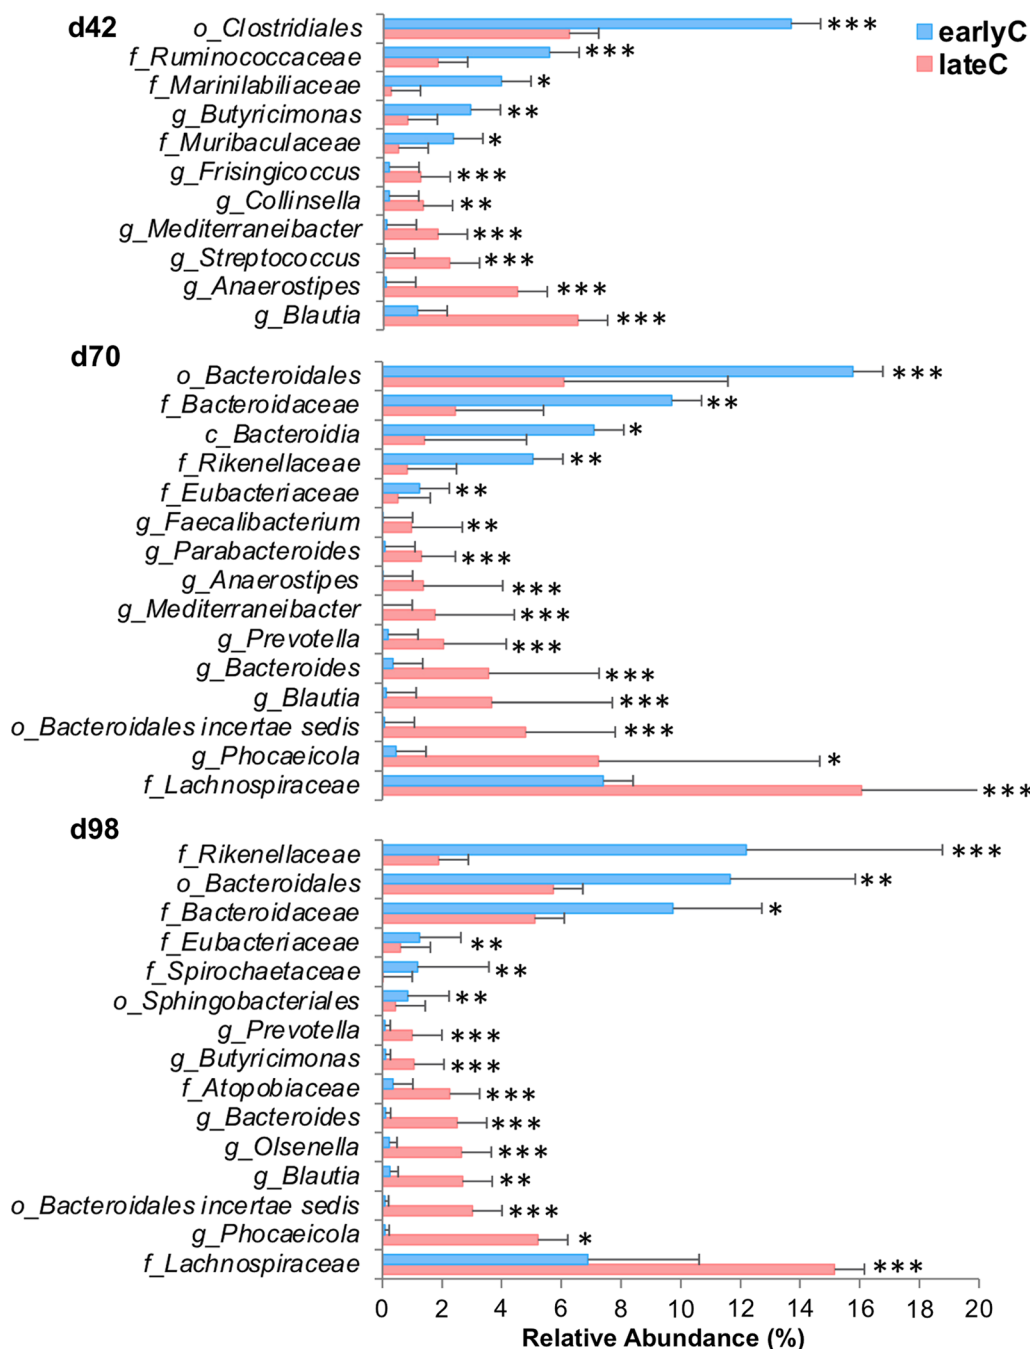 d42
earlyC
lateC
o_Clostridiales ***
f_Ruminococcaceae ***
f_Marinilabiliaceae *
g_Butyricimonas **
f_Muribaculaceae *
g_Frisingicoccus ***
g_Collinsella **
g_Mediterraneibacter ***
g_Streptococcus ***
g_Anaerostipes ***
g_Blautia ***
d70
o_Bacteroidales ***
f_Bacteroidaceae **
c_Bacteroidia *
f_Rikenellaceae **
f_Eubacteriaceae **
g_Faecalibacterium **
g_Parabacteroides ***
g_Anaerostipes ***
g_Mediterraneibacter ***
g_Prevotella ***
g_Bacteroides ***
g_Blautia ***
o_Bacteroidales incertae sedis ***
g_Phocaeicola *
f_Lachnospiraceae ***
d98
f_Rikenellaceae ***
o_Bacteroidales **
f_Bacteroidaceae *
f_Eubacteriaceae **
f_Spirochaetaceae **
o_Sphingobacteriales **
g_Prevotella ***
g_Butyricimonas ***
f_Atopobiaceae ***
g_Bacteroides ***
g_Olsenella ***
g_Blautia **
o_Bacteroidales incertae sedis ***
g_Phocaeicola *
f_Lachnospiraceae ***
0 2 4 6 8 10 12 14 16 18 20
Relative Abundance (%)